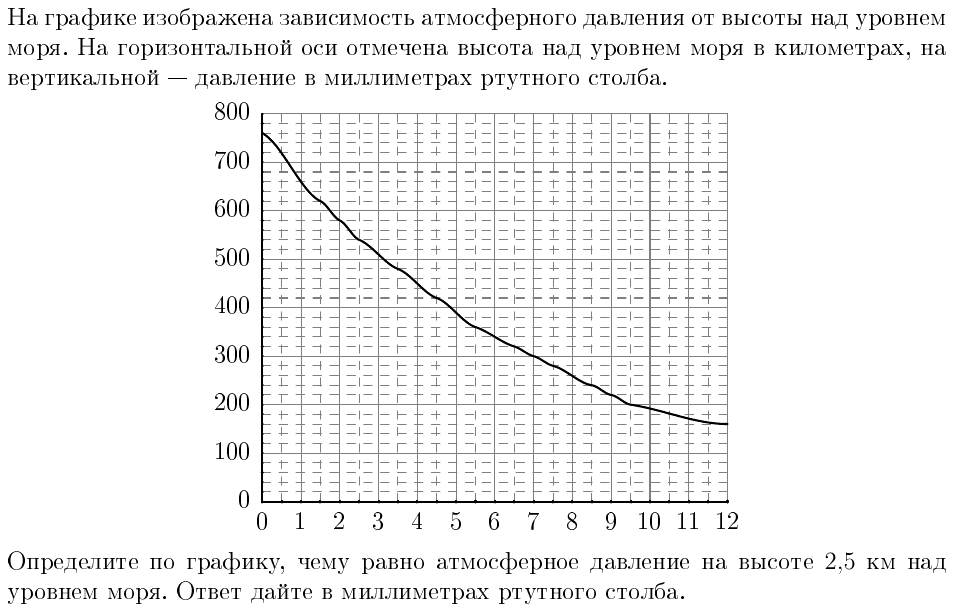 На графике изображена зависимость атмосферного давления от высоты над уровнем
моря. На горизонтальной оси отмечена высота над уровнем моря в километрах, на
вертикальной — давление в миллиметрах ртутного столба.
800
700
600
500
400
300
200
100
0
0 1 2 3 4 5 6 7 8 9 10 11 12
Определите по графику, чему равно атмосферное давление на высоте 2,5 км над
уровнем моря. Ответ дайте в миллиметрах ртутного столба.